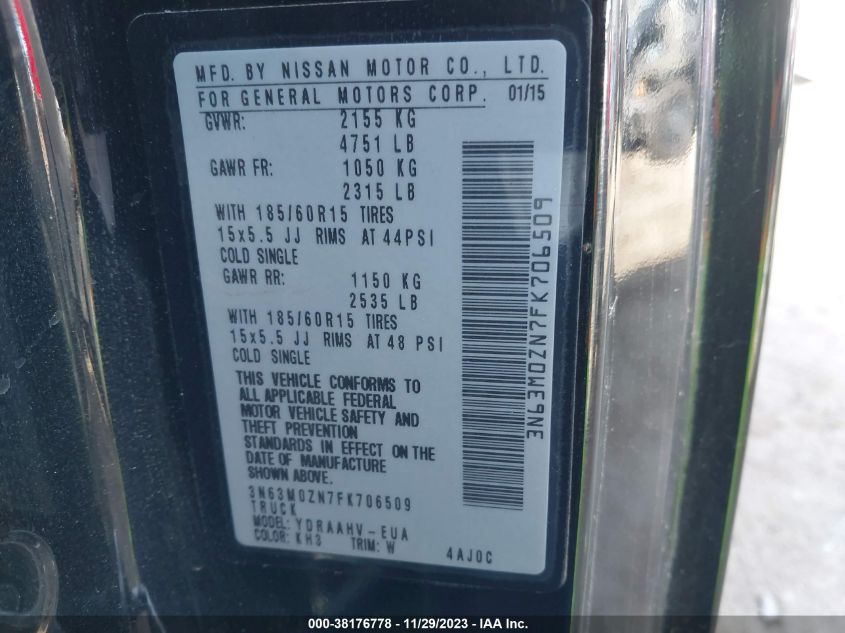 MFD. BY NISSAN MOTOR CO., LTD.
FOR GENERAL MOTORS CORP. 01/15
GVWR: 2155 KG
4751 LB
GAWR FR: 1050 KG
2315 LB
WITH 185/60R15 TIRES
15x5.5 JJ RIMS AT 44PSI
COLD SINGLE
GAWR RR: 1150 KG
2535 LB
WITH 185/60R15 TIRES
15x5.5 JJ RIMS AT 48 PSI
COLD SINGLE
THIS VEHICLE CONFORMS TO
ALL APPLICABLE FEDERAL
MOTOR VEHICLE SAFETY AND
THEFT PREVENTION
STANDARDS IN EFFECT ON THE
DATE OF MANUFACTURE
SHOWN ABOVE.
3N63M0ZN7FK706509
TRUCK
MODEL: YDRAAHV-EUA
COLOR: KH3 TRIM: W 4AJ0C
3N63M0ZN7FK706509
000-38176778 - 11/29/2023 - IAA Inc.